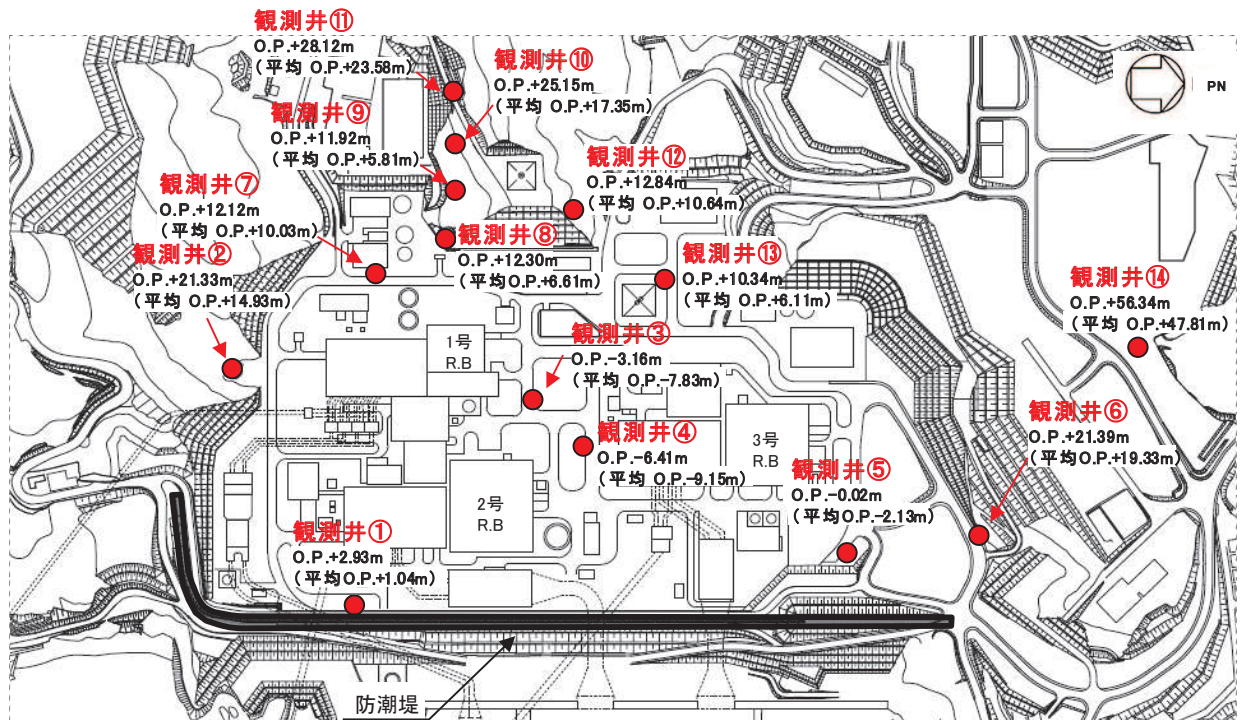 観測井⑪
O.P.+28.12m
(平均 O.P.+23.58m)
観測井⑩
O.P.+25.15m
(平均 O.P.+17.35m)
PN
観測井⑨
O.P.+11.92m
(平均 O.P.+5.81m)
観測井⑫
O.P.+12.84m
(平均 O.P.+10.64m)
観測井⑦
O.P.+12.12m
(平均 O.P.+10.03m)
観測井⑧
O.P.+12.30m
(平均O.P.+6.61m)
観測井②
O.P.+21.33m
(平均 O.P.+14.93m)
観測井⑬
O.P.+10.34m
(平均 O.P.+6.11m)
観測井⑭
O.P.+56.34m
(平均 O.P.+47.81m)
観測井③
O.P.-3.16m
(平均 O.P.-7.83m)
1号
R.B
観測井④
O.P.-6.41m
(平均 O.P.-9.15m)
3号
R.B
観測井⑥
O.P.+21.39m
(平均O.P.+19.33m)
観測井⑤
O.P.-0.02m
(平均O.P.-2.13m)
2号
R.B
観測井①
O.P.+2.93m
(平均O.P.+1.04m)
防潮堤